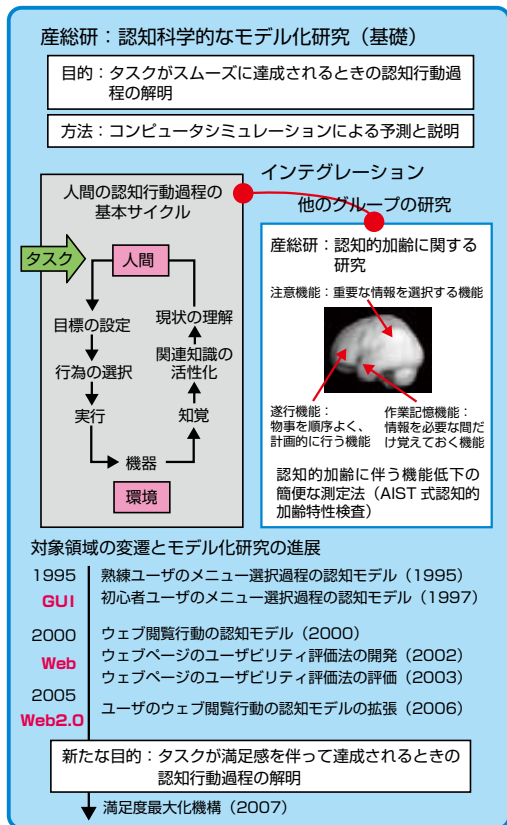 産総研：認知科学的なモデル化研究（基礎）
目的：タスクがスムーズに達成されるときの認知行動過
程の解明
方法：コンピュータシミュレーションによる予測と説明
インテグレーション
人間の認知行動過程の
基本サイクル
タスク
人間
目標の設定
行為の選択
実行
機器
環境
知覚
関連知識の
活性化
現状の理解
他のグループの研究
産総研：認知的加齢に関する
研究
注意機能：重要な情報を選択する機能
遂行機能：
物事を順序よく、
計画的に行う機能
作業記憶機能：
情報を必要な間だ
け覚えておく機能
認知的加齢に伴う機能低下の
簡便な測定法（AIST 式認知的
加齢特性検査）
対象領域の変遷とモデル化研究の進展
1995 熟練ユーザのメニュー選択過程の認知モデル（1995）
GUI 初心者ユーザのメニュー選択過程の認知モデル（1997）
2000 ウェブ閲覧行動の認知モデル（2000）
Web ウェブページのユーザビリティ評価法の開発（2002）
ウェブページのユーザビリティ評価法の評価（2003）
2005
Web2.0 ユーザのウェブ閲覧行動の認知モデルの拡張（2006）
新たな目的：タスクが満足感を伴って達成されるときの
認知行動過程の解明
満足度最大化機構（2007）